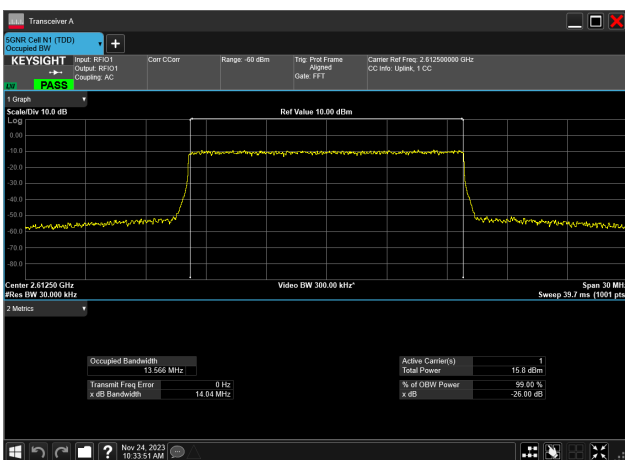 Transceiver A
5GNR Cell N1 (TDD)
Occupied BW
KEYSIGHT
LXI
PASS
Input: RFIO1
Output: RFIO1
Coupling: AC
Corr CCorr
Range: -60 dBm
Trig: Prot Frame
Aligned
Gate: FFT
Carrier Ref Freq: 2.612500000 GHz
CC Info: Uplink, 1 CC
1 Graph
Scale/Div 10.0 dB
Ref Value 10.00 dBm
Log
0.00
-10.0
-20.0
-30.0
-40.0
-50.0
-60.0
-70.0
-80.0
Center 2.61250 GHz
Video BW 300.00 kHz*
Span 30 MH
#Res BW 30.000 kHz
Sweep 39.7 ms (1001 pts
2 Metrics
Occupied Bandwidth
13.566 MHz
Active Carrier(s) 1
Total Power 15.8 dBm
Transmit Freq Error 0 Hz
x dB Bandwidth 14.04 MHz
% of OBW Power 99.00 %
x dB -26.00 dB
?
Nov 24, 2023
10:33:51 AM